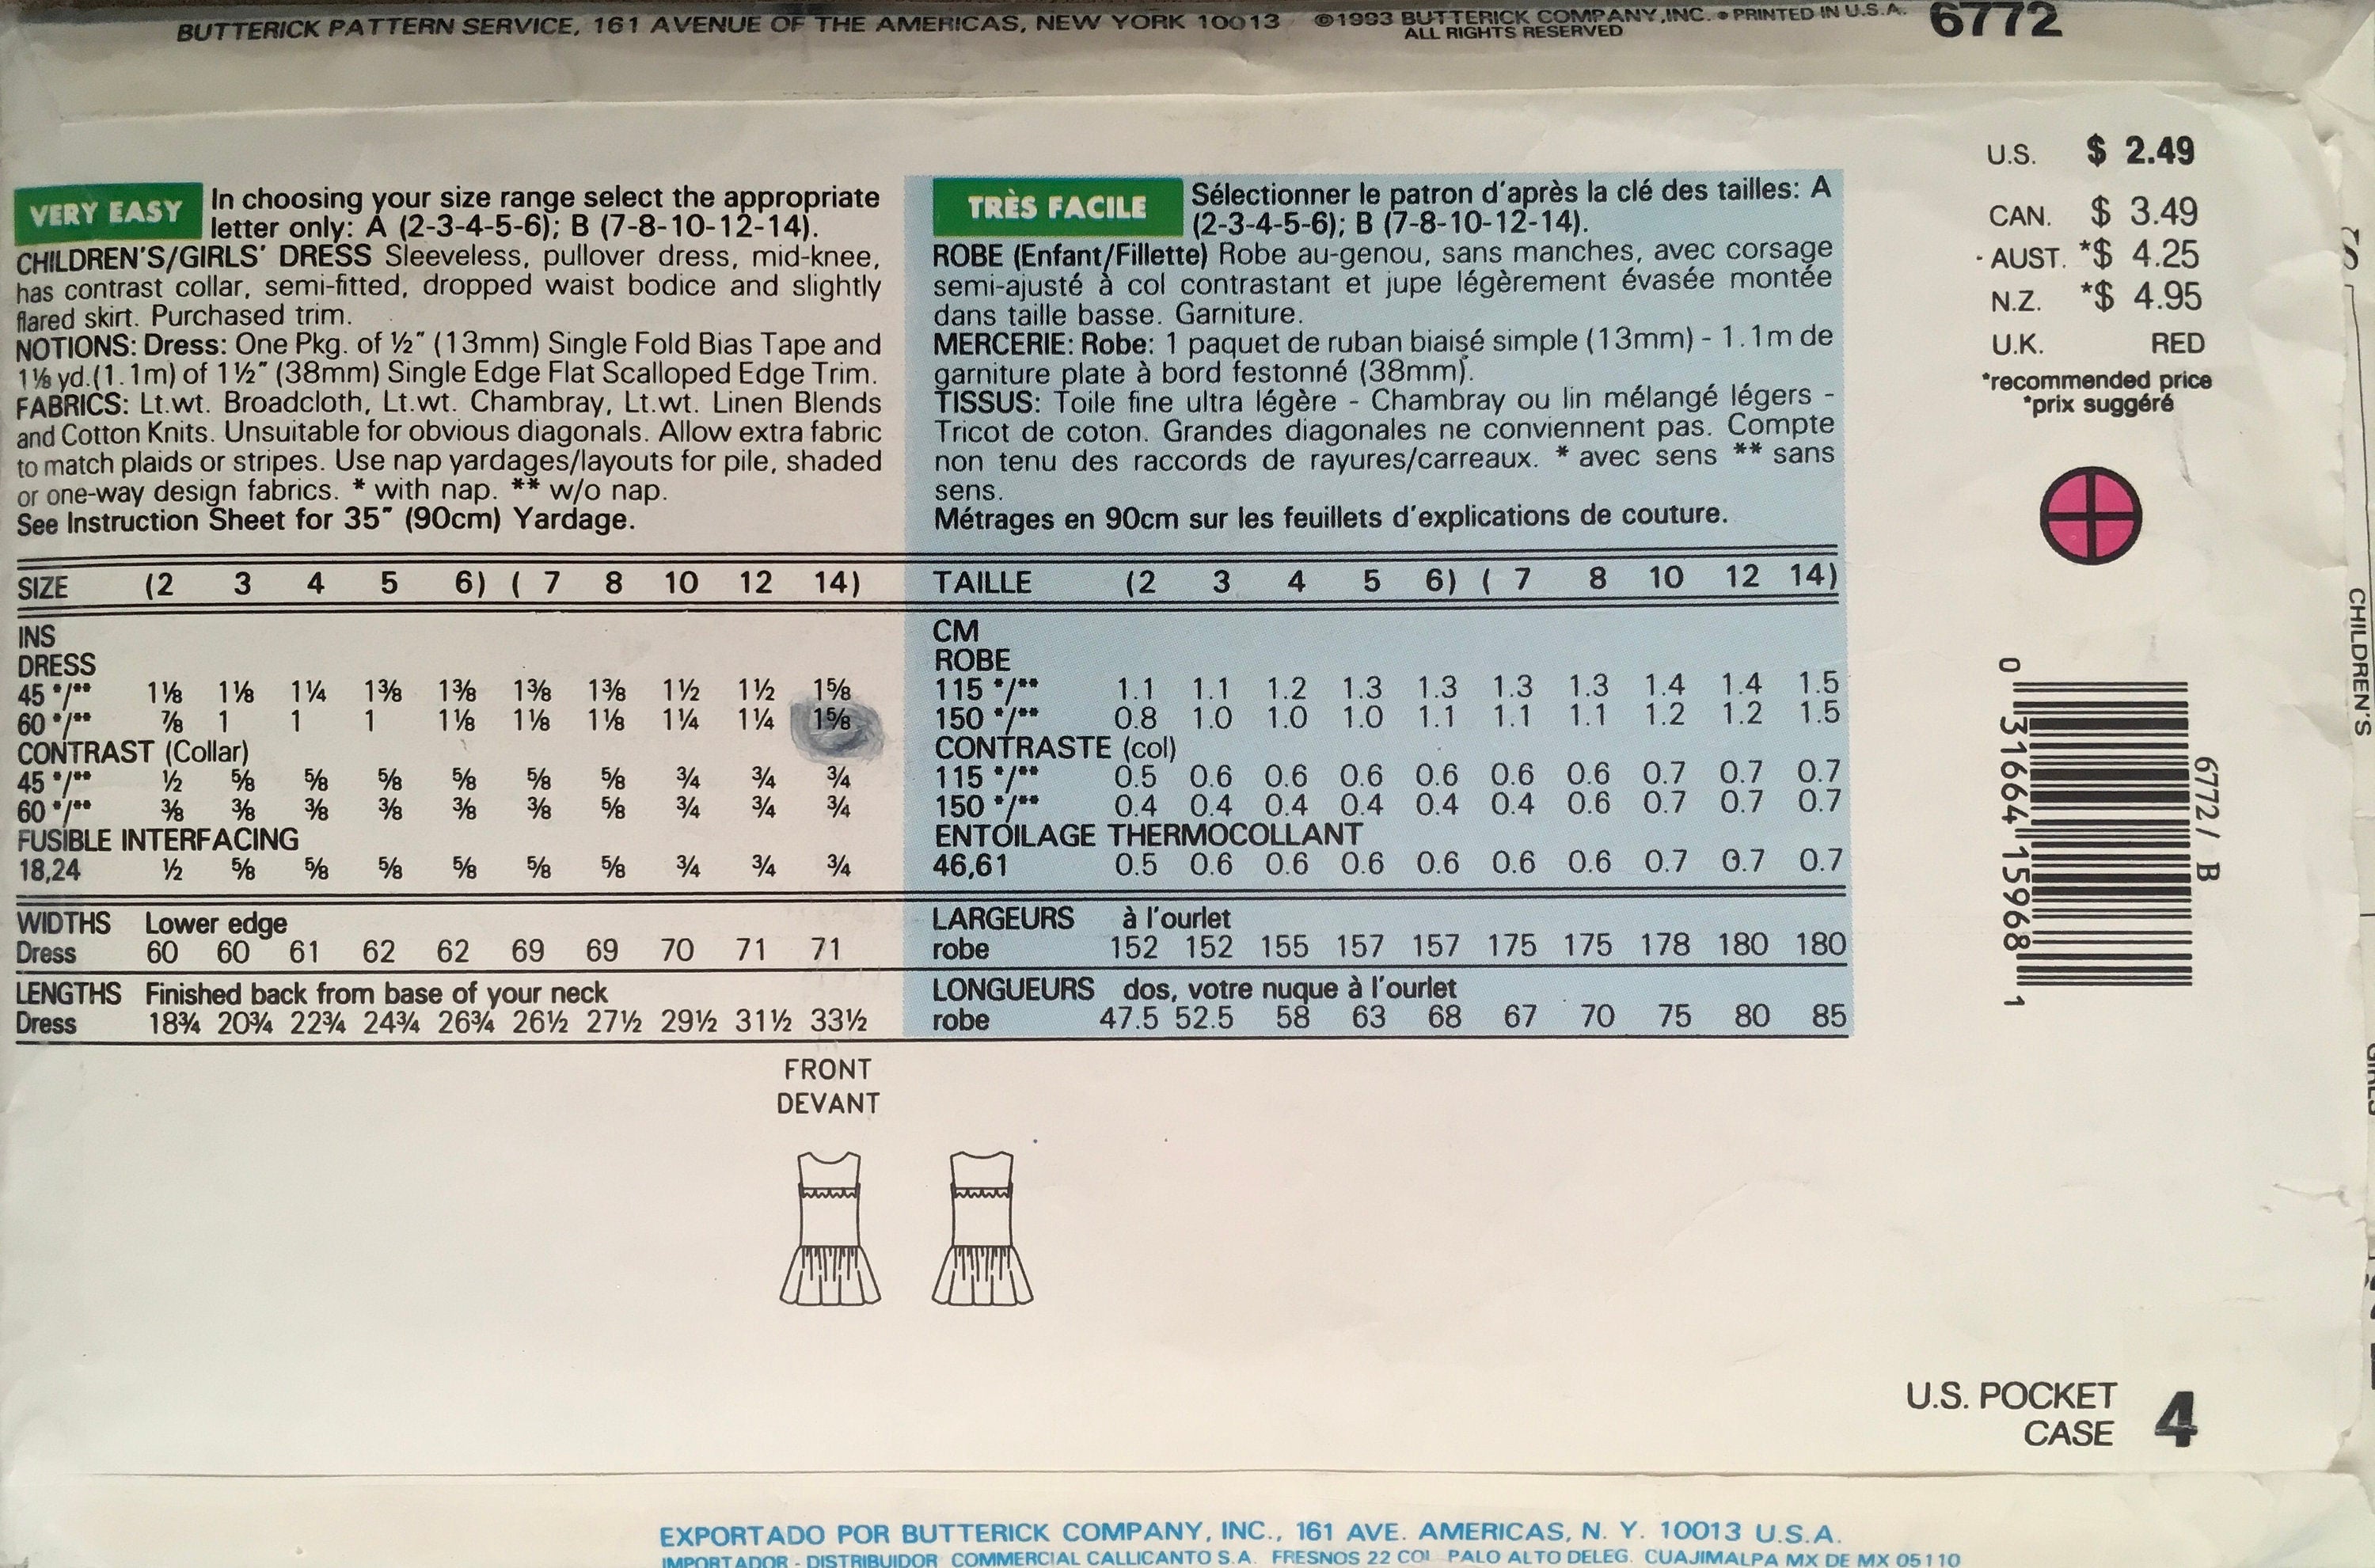 BUTTERICK PATTERN SERVICE, 161 AVENUE OF THE AMERICAS, NEW YORK 10013 ©1993 BUTTERICK COMPANY, INC. • PRINTED IN U.S.A. 6772
ALL RIGHTS RESERVED
VERY EASY In choosing your size range select the appropriate
letter only: A (2-3-4-5-6); B (7-8-10-12-14).
CHILDREN'S/GIRLS' DRESS Sleeveless, pullover dress, mid-knee,
has contrast collar, semi-fitted, dropped waist bodice and slightly
flared skirt. Purchased trim.
NOTIONS: Dress: One Pkg. of ½" (13mm) Single Fold Bias Tape and
1⅛ yd.(1.1m) of 1½" (38mm) Single Edge Flat Scalloped Edge Trim.
FABRICS: Lt.wt. Broadcloth, Lt.wt. Chambray, Lt.wt. Linen Blends
and Cotton Knits. Unsuitable for obvious diagonals. Allow extra fabric
to match plaids or stripes. Use nap yardages/layouts for pile, shaded
or one-way design fabrics. * with nap. ** w/o nap.
See Instruction Sheet for 35" (90cm) Yardage.
SIZE (2 3 4 5 6) ( 7 8 10 12 14)
INS
DRESS
45 */** 1⅛ 1⅛ 1¼ 1⅜ 1⅜ 1⅜ 1⅜ 1½ 1½ 1⅝
60 */** ⅞ 1 1 1 1⅛ 1⅛ 1⅛ 1¼ 1¼ 1⅝
CONTRAST (Collar)
45 */** ½ ⅝ ⅝ ⅝ ⅝ ⅝ ⅝ ¾ ¾ ¾
60 */** ⅜ ⅜ ⅜ ⅜ ⅜ ⅜ ⅝ ¾ ¾ ¾
FUSIBLE INTERFACING
18,24 ½ ⅝ ⅝ ⅝ ⅝ ⅝ ⅝ ¾ ¾ ¾
WIDTHS Lower edge
Dress 60 60 61 62 62 69 69 70 71 71
LENGTHS Finished back from base of your neck
Dress 18¾ 20¾ 22¾ 24¾ 26¾ 26½ 27½ 29½ 31½ 33½
TRÈS FACILE Sélectionner le patron d'après la clé des tailles: A
(2-3-4-5-6); B (7-8-10-12-14).
ROBE (Enfant/Fillette) Robe au-genou, sans manches, avec corsage
semi-ajusté à col contrastant et jupe légèrement évasée montée
dans taille basse. Garniture.
MERCERIE: Robe: 1 paquet de ruban biaisé simple (13mm) - 1.1m de
garniture plate à bord festonné (38mm).
TISSUS: Toile fine ultra légère - Chambray ou lin mélangé légers -
Tricot de coton. Grandes diagonales ne conviennent pas. Compte
non tenu des raccords de rayures/carreaux. * avec sens ** sans
sens.
Métrages en 90cm sur les feuillets d'explications de couture.
TAILLE (2 3 4 5 6) ( 7 8 10 12 14)
CM
ROBE
115 */** 1.1 1.1 1.2 1.3 1.3 1.3 1.3 1.4 1.4 1.5
150 */** 0.8 1.0 1.0 1.0 1.1 1.1 1.1 1.2 1.2 1.5
CONTRASTE (col)
115 */** 0.5 0.6 0.6 0.6 0.6 0.6 0.6 0.7 0.7 0.7
150 */** 0.4 0.4 0.4 0.4 0.4 0.4 0.6 0.7 0.7 0.7
ENTOILAGE THERMOCOLLANT
46,61 0.5 0.6 0.6 0.6 0.6 0.6 0.6 0.7 0.7 0.7
LARGEURS à l'ourlet
robe 152 152 155 157 157 175 175 178 180 180
LONGUEURS dos, votre nuque à l'ourlet
robe 47.5 52.5 58 63 68 67 70 75 80 85
U.S. $ 2.49
CAN. $ 3.49
AUST. *$ 4.25
N.Z. *$ 4.95
U.K. RED
*recommended price
*prix suggéré
0 31664 15968 1
6772/ B
CHILDREN'S
FRONT
DEVANT
U.S. POCKET
CASE 4
EXPORTADO POR BUTTERICK COMPANY, INC., 161 AVE. AMERICAS, N. Y. 10013 U.S.A.
IMPORTADOR - DISTRIBUIDOR COMMERCIAL CALLICANTO S.A. FRESNOS 22 COL PALO ALTO DELEG. CUAJIMALPA MX DE MX 05110